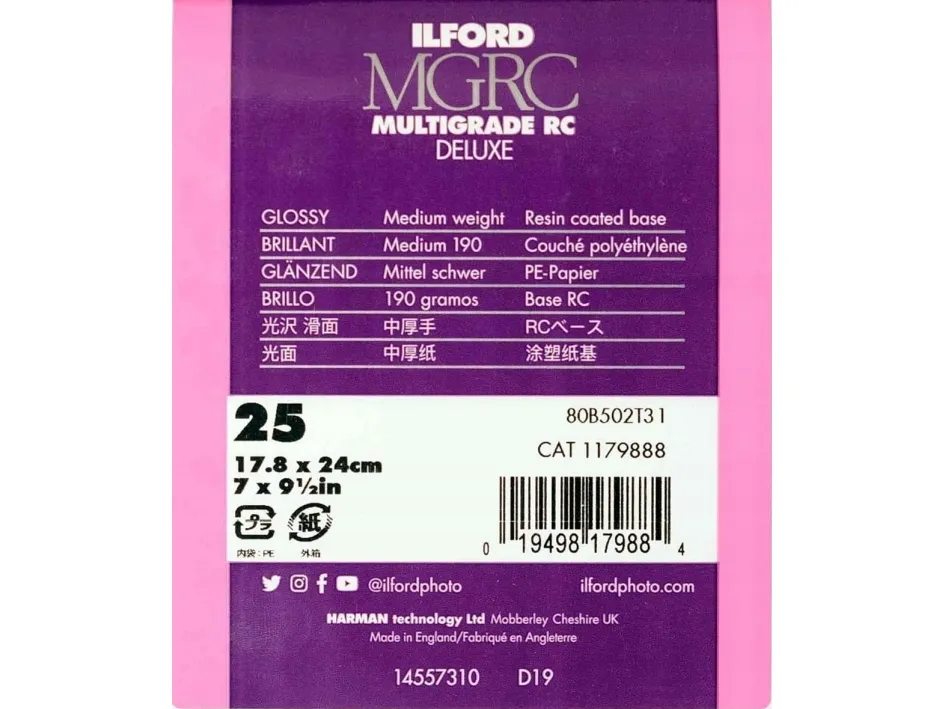 ILFORD
MGRC
MULTIGRADE RC
DELUXE
GLOSSY Medium weight Resin coated base
BRILLANT Medium 190 Couché polyéthylène
GLÄNZEND Mittel schwer PE-Papier
BRILLO 190 gramos Base RC
光沢 滑面 中厚手 RCベース
光面 中厚纸 涂塑纸基
25 80B502T31
CAT 1179888
17.8 x 24cm
7 x 9½in
プラ 紙
内袋:PE 外箱
0 19498 17988 4
@ilfordphoto ilfordphoto.com
HARMAN technology Ltd Mobberley Cheshire UK
Made in England/Fabriqué en Angleterre
14557310 D19